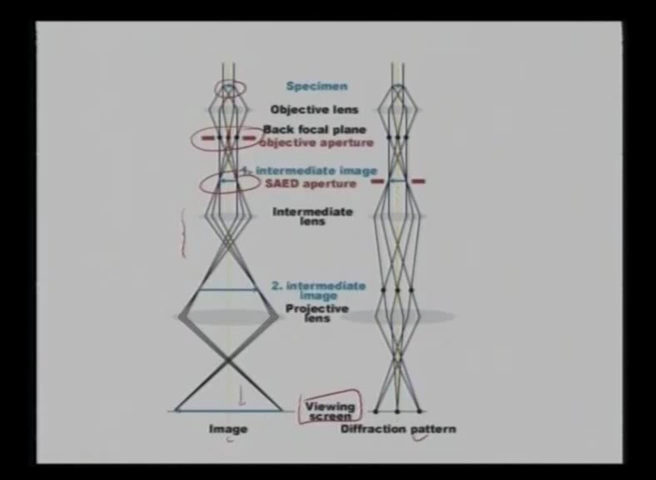 Specimen
Objective lens
Back focal plane
objective aperture
1. intermediate image
SAED aperture
Intermediate
lens
2. intermediate
image
Projective
lens
Viewing
screen
Image
Diffraction pattern